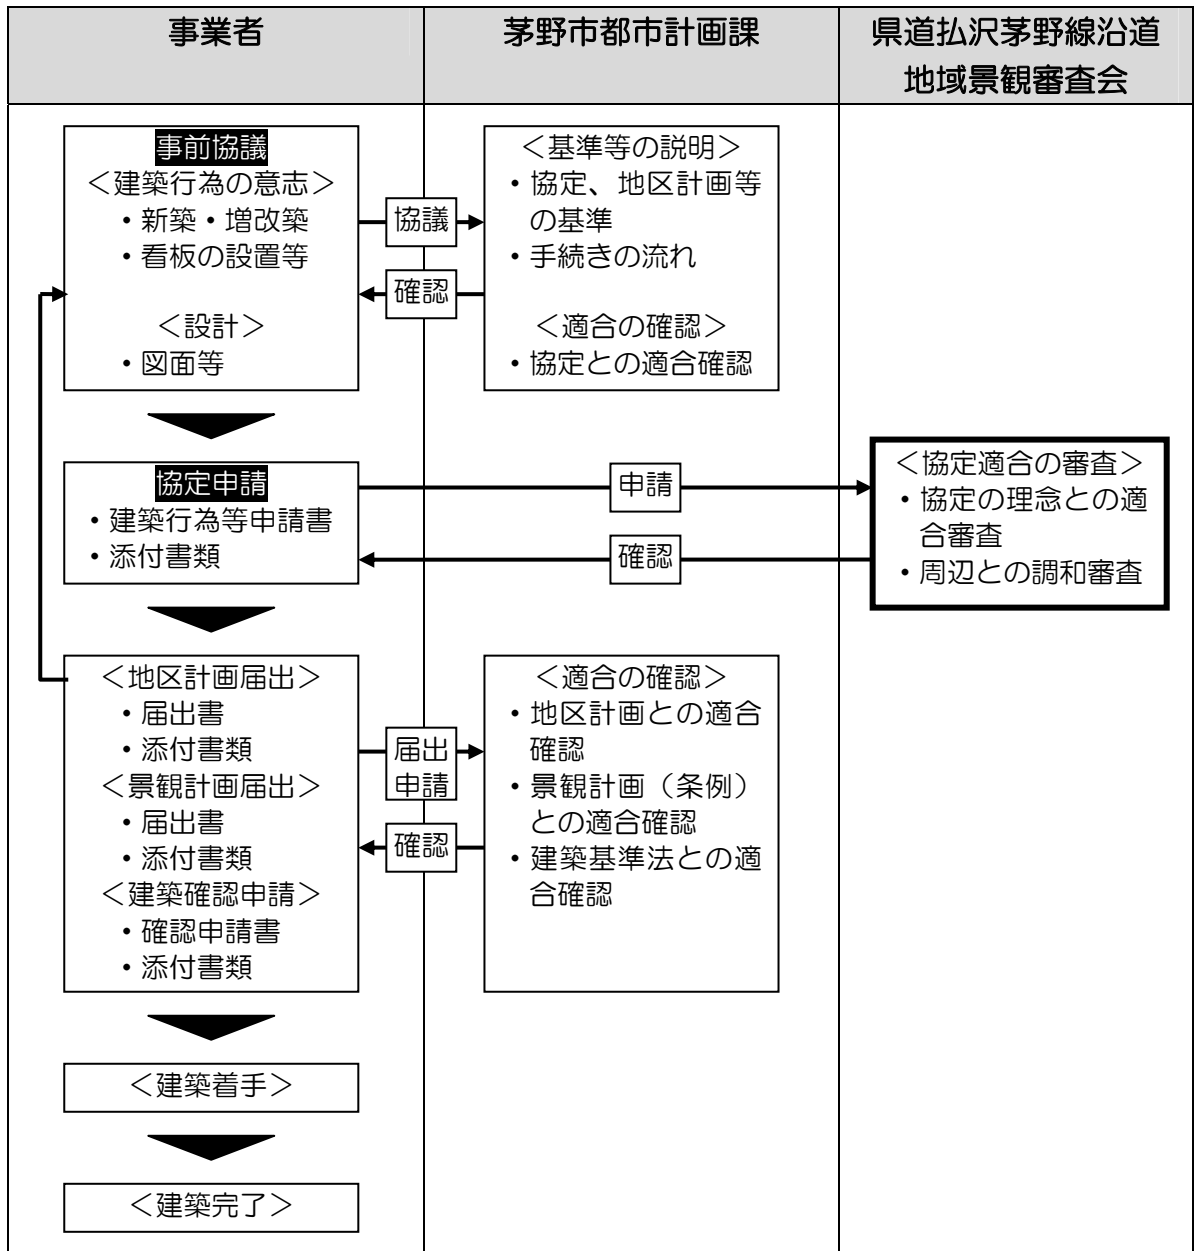 事業者
茅野市都市計画課
県道払沢茅野線沿道
地域景観審査会
事前協議
＜建築行為の意志＞
・新築・増改築
・看板の設置等
＜設計＞
・図面等
協議
確認
＜基準等の説明＞
・協定、地区計画等
の基準
・手続きの流れ
＜適合の確認＞
・協定との適合確認
協定申請
・建築行為等申請書
・添付書類
申請
確認
＜協定適合の審査＞
・協定の理念との適
合審査
・周辺との調和審査
＜地区計画届出＞
・届出書
・添付書類
＜景観計画届出＞
・届出書
・添付書類
＜建築確認申請＞
・確認申請書
・添付書類
届出
申請
確認
＜適合の確認＞
・地区計画との適合
確認
・景観計画（条例）
との適合確認
・建築基準法との適
合確認
＜建築着手＞
＜建築完了＞